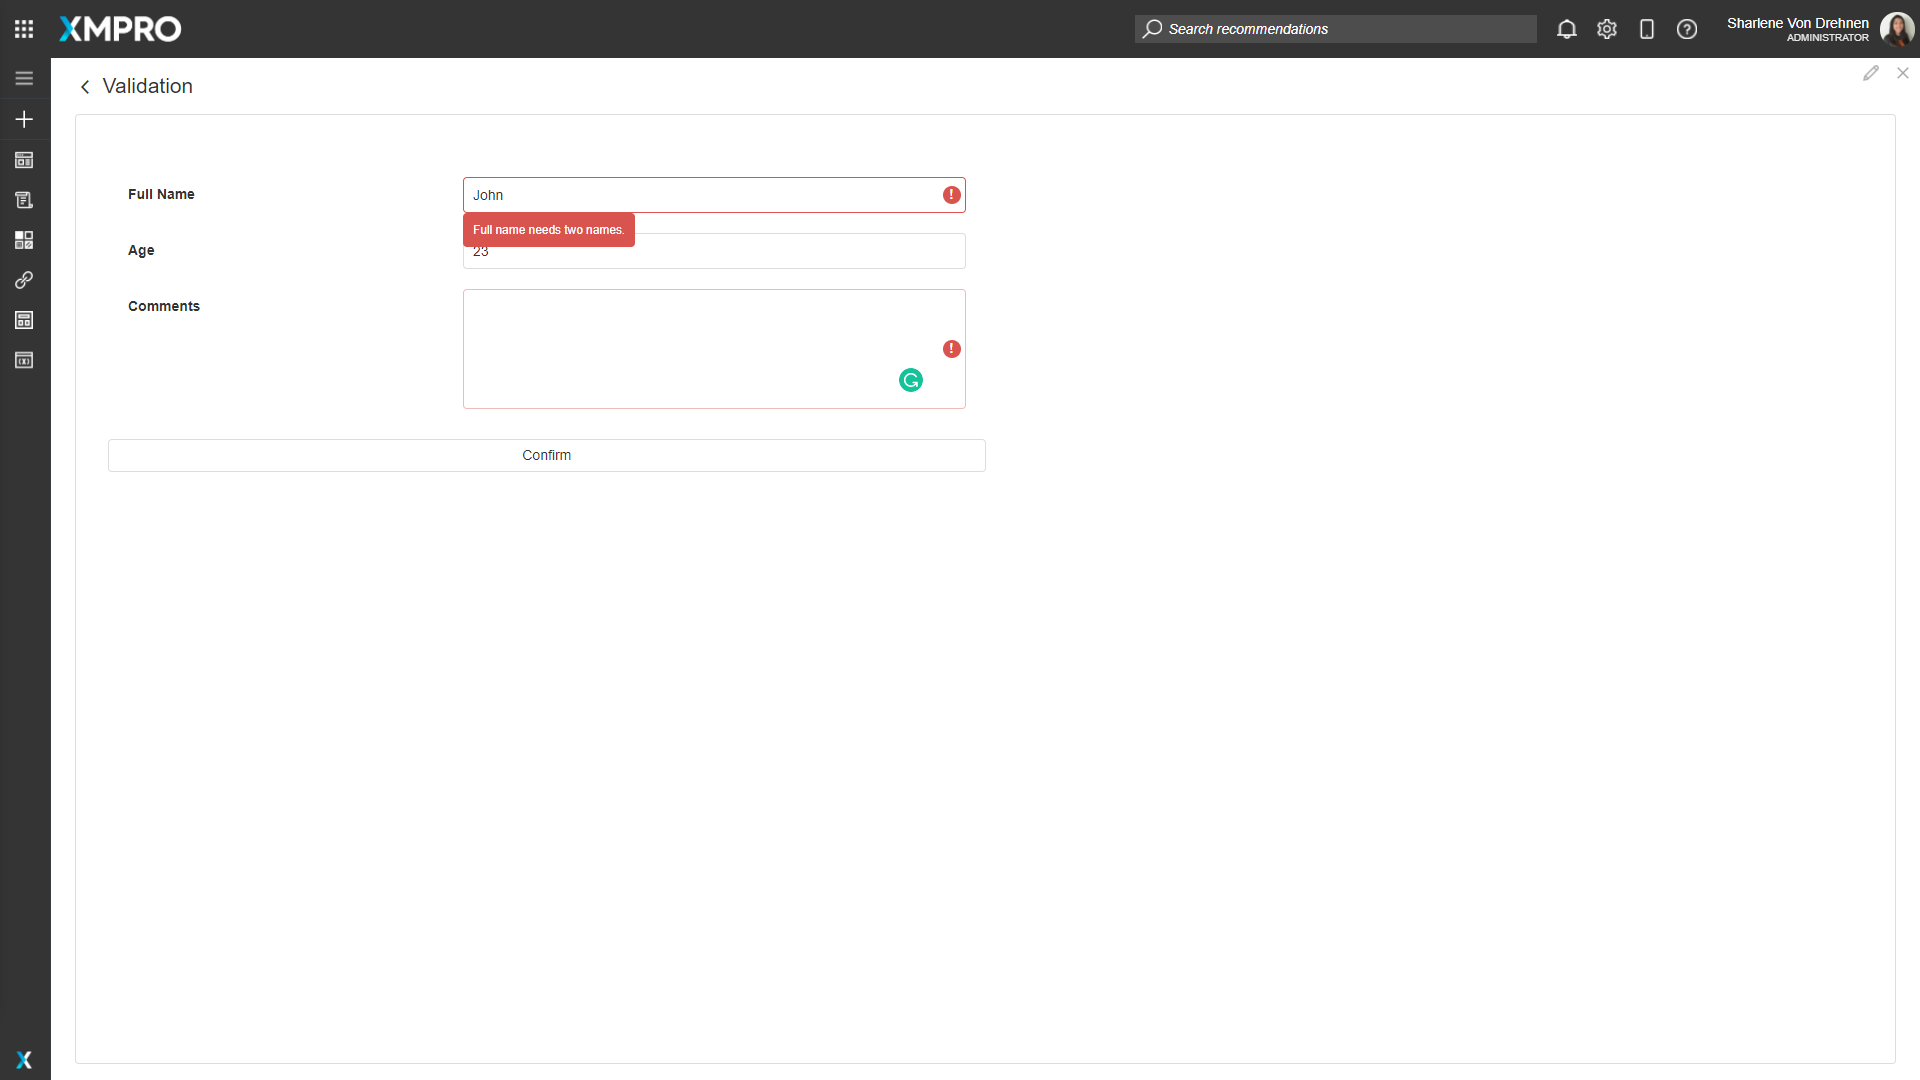 XMPRO
Search recommendations
Sharlene Von Drehnen
ADMINISTRATOR
Validation
Full Name
John
Full name needs two names.
Age
23
Comments
Confirm